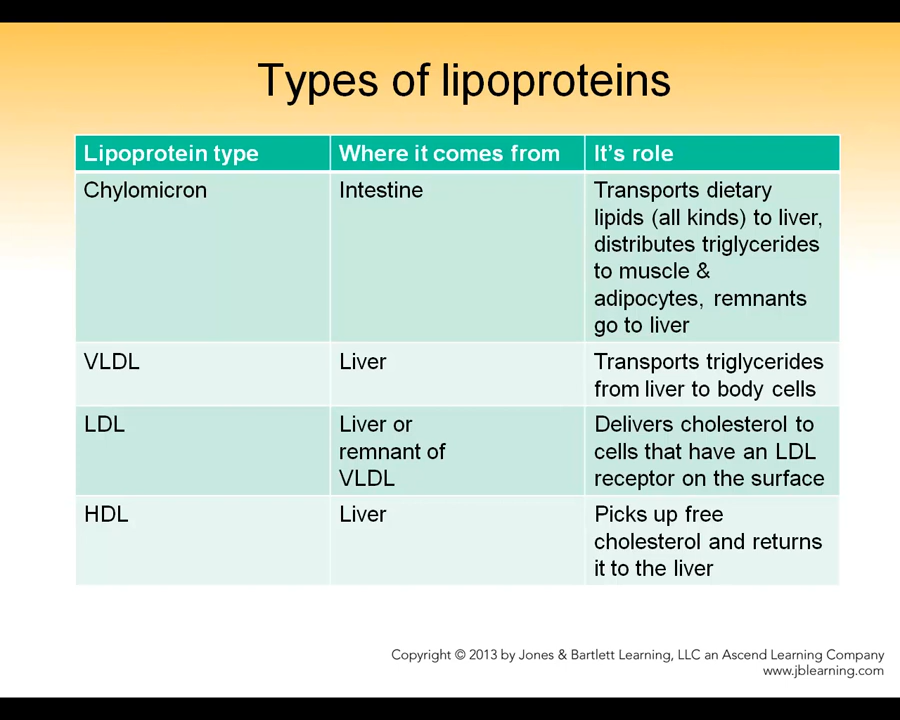 Types of lipoproteins
Lipoprotein type
Where it comes from
It's role
Chylomicron
Intestine
Transports dietary
lipids (all kinds) to liver,
distributes triglycerides
to muscle &
adipocytes, remnants
go to liver
VLDL
Liver
Transports triglycerides
from liver to body cells
LDL
Liver or
remnant of
VLDL
Delivers cholesterol to
cells that have an LDL
receptor on the surface
HDL
Liver
Picks up free
cholesterol and returns
it to the liver
Copyright © 2013 by Jones & Bartlett Learning, LLC an Ascend Learning Company
www.jblearning.com